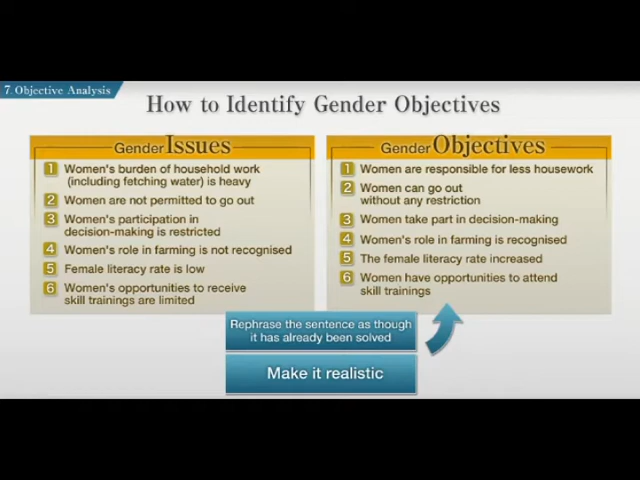 7. Objective Analysis
How to Identify Gender Objectives
Gender Issues
1 Women's burden of household work
(including fetching water) is heavy
2 Women are not permitted to go out
3 Women's participation in
decision-making is restricted
4 Women's role in farming is not recognised
5 Female literacy rate is low
6 Women's opportunities to receive
skill trainings are limited
Gender Objectives
1 Women are responsible for less housework
2 Women can go out
without any restriction
3 Women take part in decision-making
4 Women's role in farming is recognised
5 The female literacy rate increased
6 Women have opportunities to attend
skill trainings
Rephrase the sentence as though
it has already been solved
Make it realistic